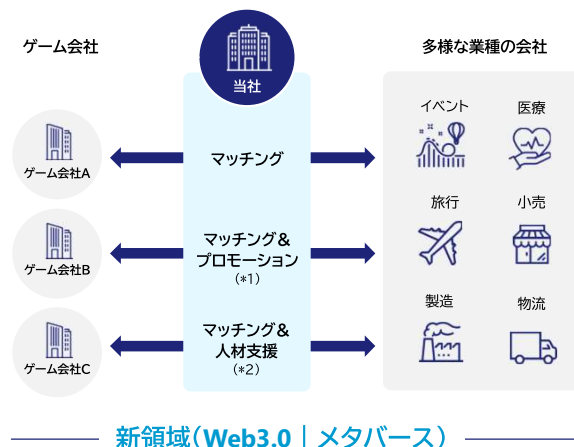 ゲーム会社
当社
多様な業種の会社
ゲーム会社A
マッチング
イベント
医療
ゲーム会社B
マッチング&
プロモーション
(*1)
旅行
小売
ゲーム会社C
マッチング&
人材支援
(*2)
製造
物流
新領域(Web3.0|メタバース)